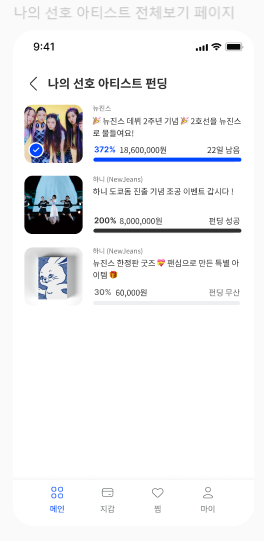 나의 선호 아티스트 전체보기 페이지
9:41
나의 선호 아티스트 펀딩
뉴진스
🎉 뉴진스 데뷔 2주년 기념 🎉 2호선을 뉴진스
로 물들여요!
372% 18,600,000원 22일 남음
하니 (NewJeans)
하니 도쿄돔 진출 기념 조공 이벤트 갑시다 !
200% 8,000,000원 펀딩 성공
하니 (NewJeans)
뉴진스 한정판 굿즈 💝 팬심으로 만든 특별 아
이템 🎁
30% 60,000원 펀딩 무산
메인 지갑 찜 마이